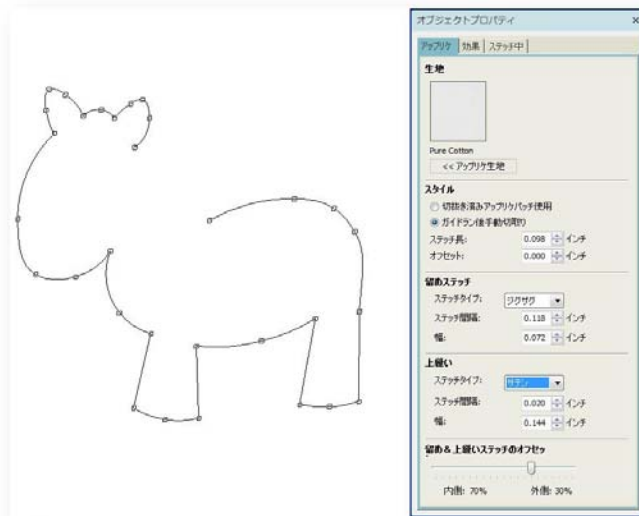 オブジェクトプロパティ
アップリケ 効果 ステッチ中
生地
Pure Cotton
<< アップリケ生地
スタイル
切抜き済みアップリケパッチ使用
ガイドラン後手動切取り
ステッチ長: 0.098 インチ
オフセット: 0.000 インチ
留めステッチ
ステッチタイプ: ジグザグ
ステッチ間隔: 0.118 インチ
幅: 0.072 インチ
上縫い
ステッチタイプ: サテン
ステッチ間隔: 0.020 インチ
幅: 0.144 インチ
留め & 上縫いステッチのオフセッ
内側: 70% 外側: 30%